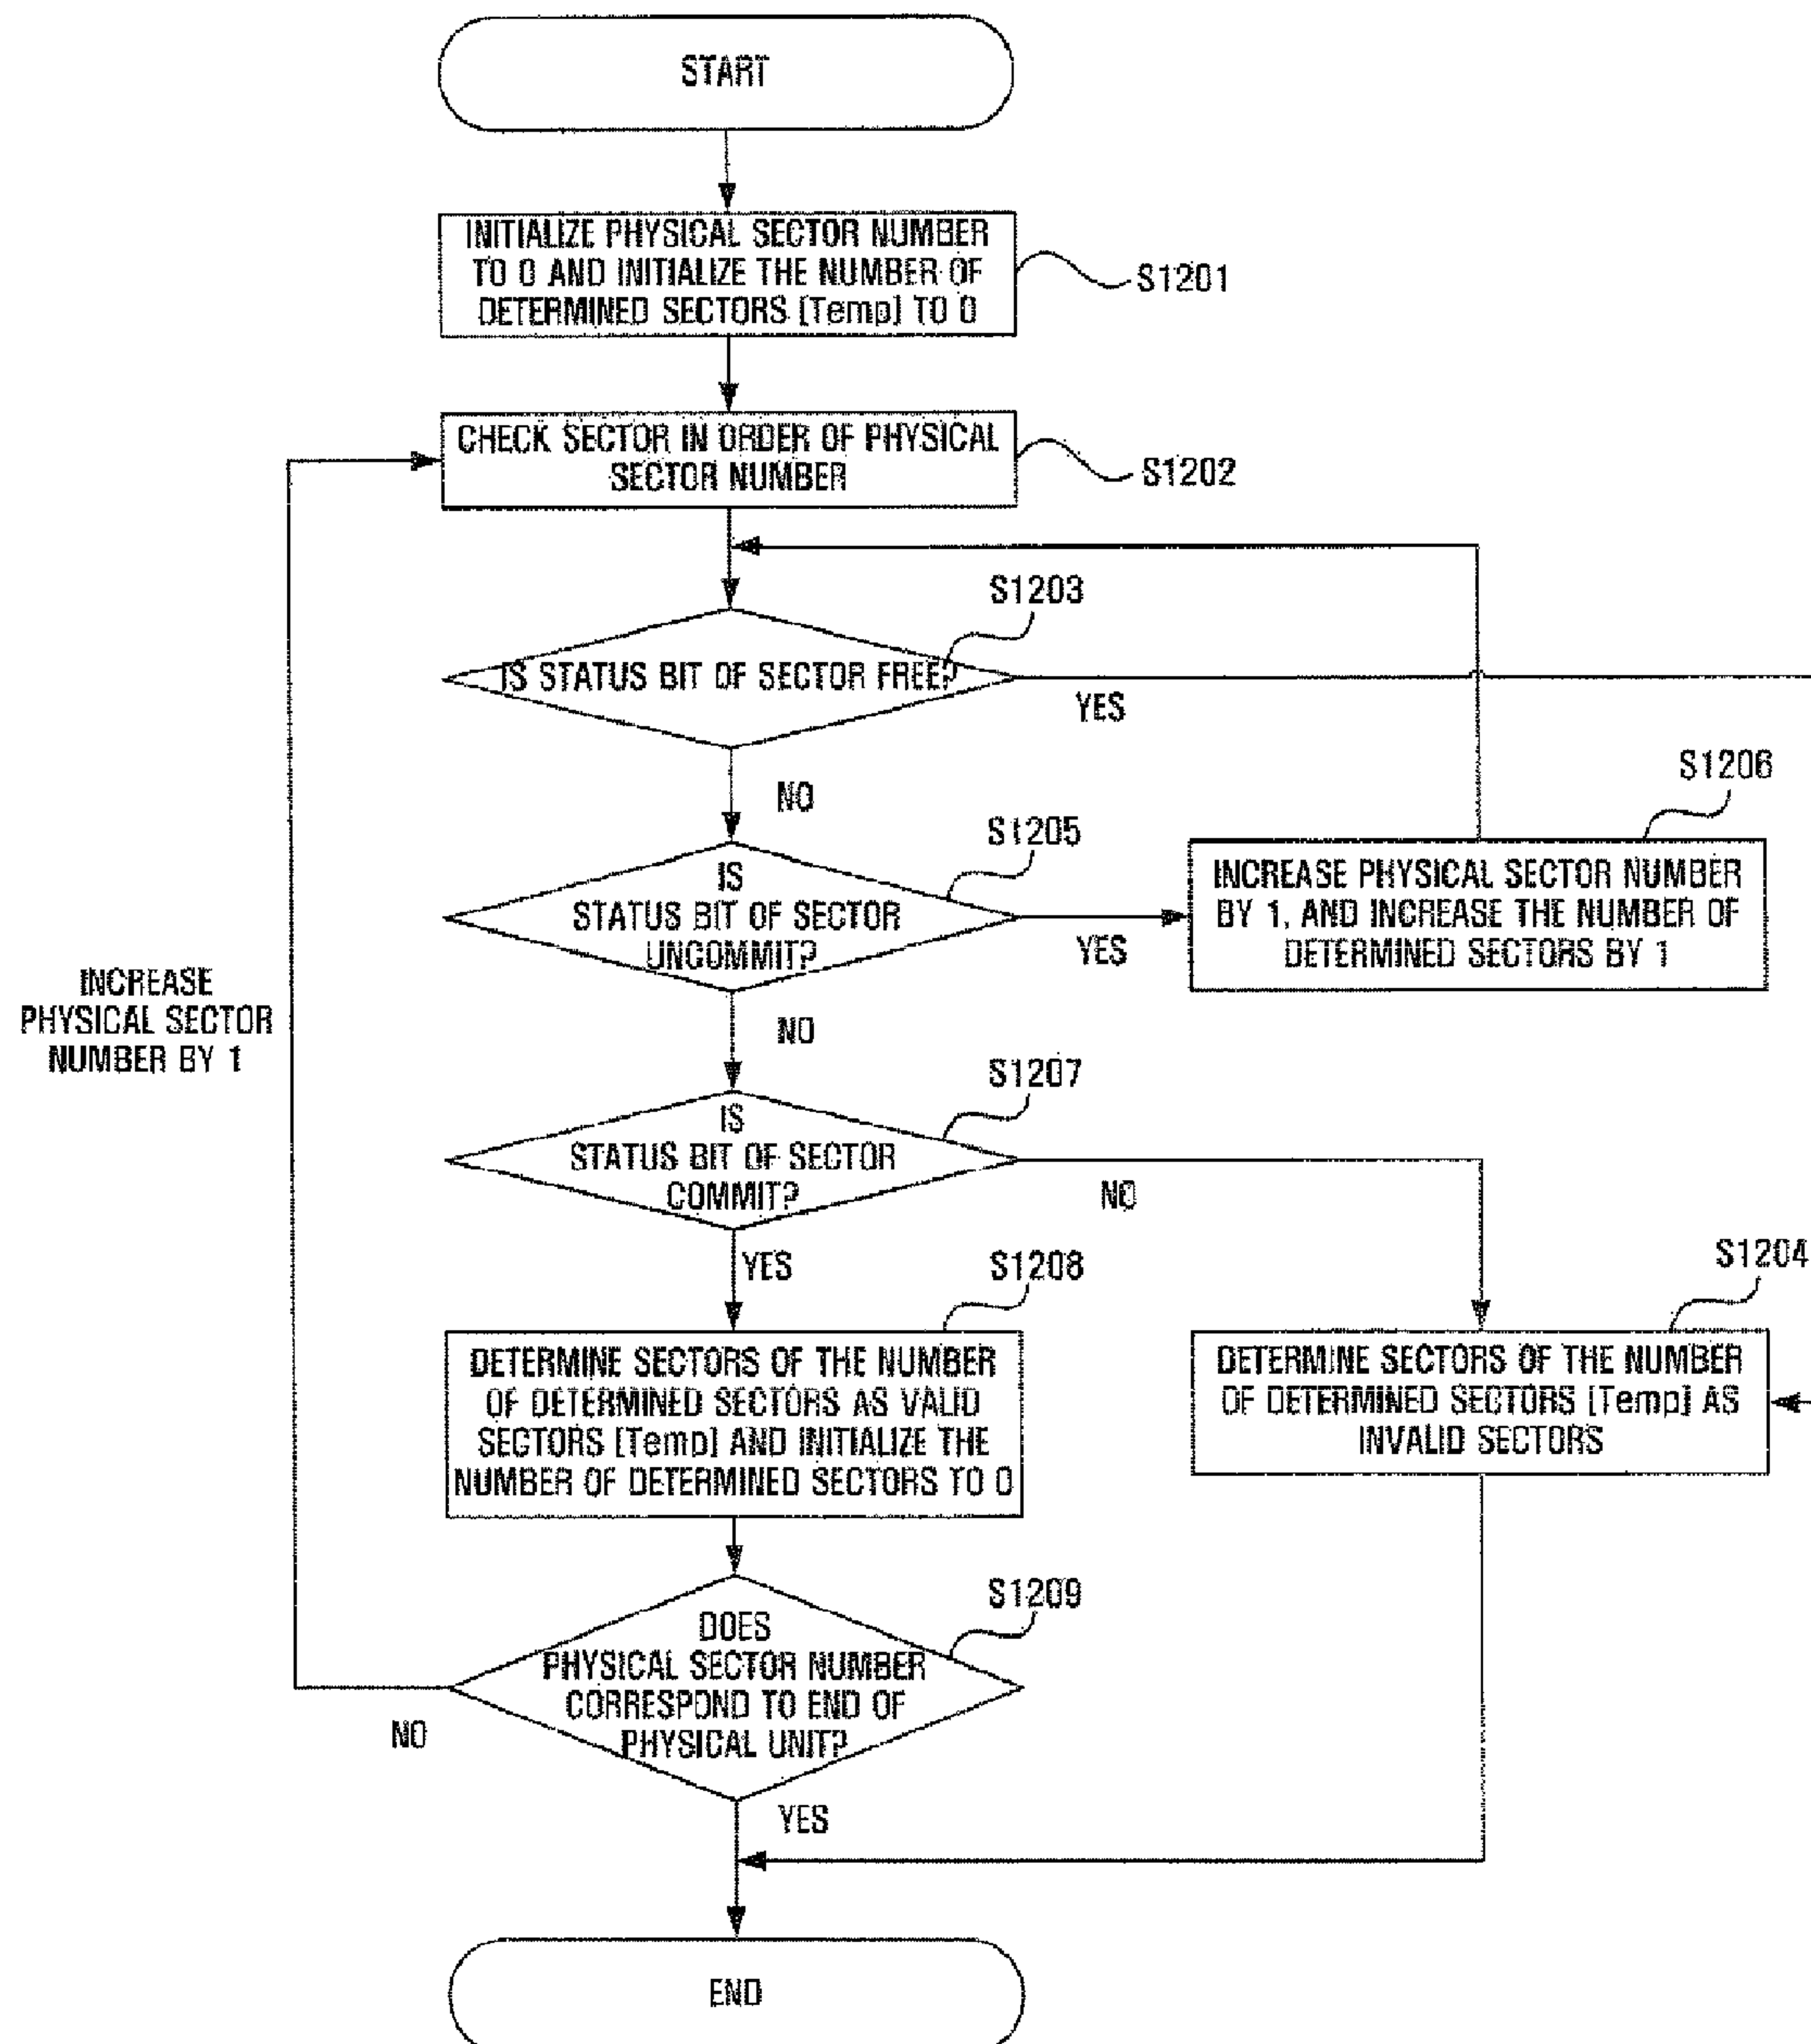 START
INITIALIZE PHYSICAL SECTOR NUMBER
TO 0 AND INITIALIZE THE NUMBER OF
DETERMINED SECTORS [Temp] TO 0
S1201
CHECK SECTOR IN ORDER OF PHYSICAL
SECTOR NUMBER
S1202
S1203
IS STATUS BIT OF SECTOR FREE?
YES
NO
S1206
S1205
IS
STATUS BIT OF SECTOR
UNCOMMIT?
YES
INCREASE PHYSICAL SECTOR NUMBER
BY 1, AND INCREASE THE NUMBER OF
DETERMINED SECTORS BY 1
INCREASE
PHYSICAL SECTOR
NUMBER BY 1
NO
S1207
IS
STATUS BIT OF SECTOR
COMMIT?
NO
YES
S1208
S1204
DETERMINE SECTORS OF THE NUMBER
OF DETERMINED SECTORS AS VALID
SECTORS [Temp] AND INITIALIZE THE
NUMBER OF DETERMINED SECTORS TO 0
DETERMINE SECTORS OF THE NUMBER
OF DETERMINED SECTORS [Temp] AS
INVALID SECTORS
S1209
DOES
PHYSICAL SECTOR NUMBER
CORRESPOND TO END OF
PHYSICAL UNIT?
NO
YES
END